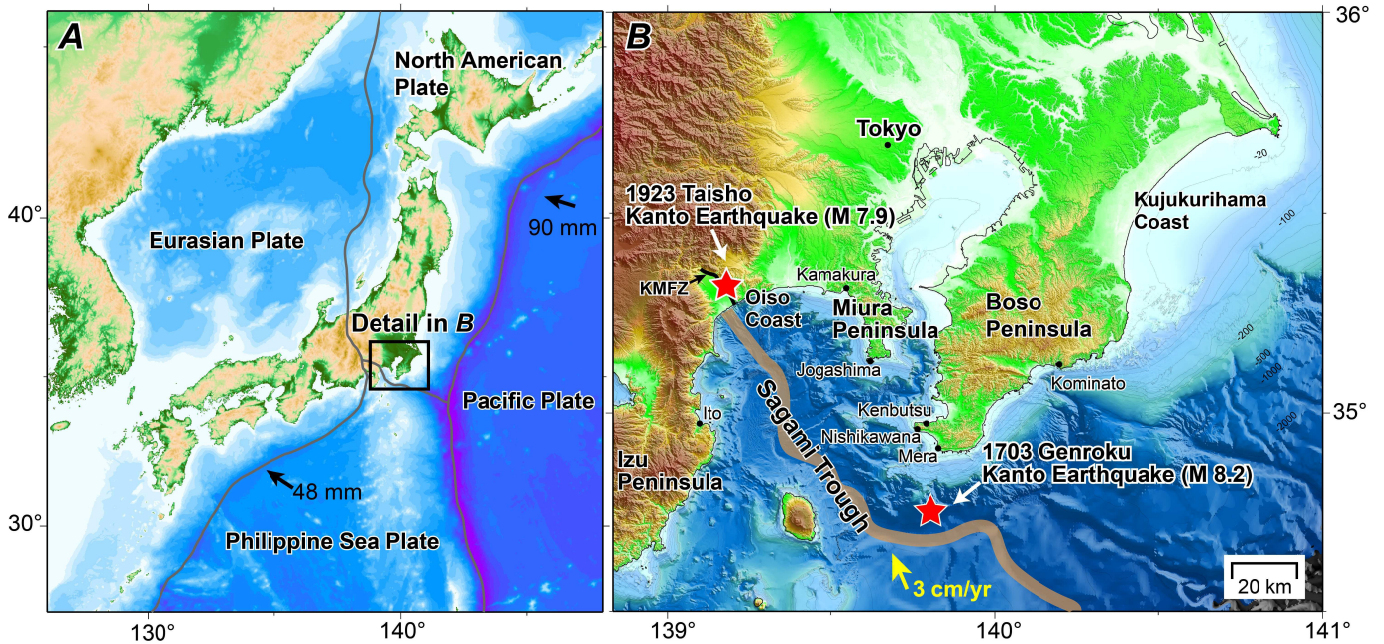 A
North American
Plate
40°
90 mm
Eurasian Plate
Detail in B
Pacific Plate
48 mm
30°
Philippine Sea Plate
130°
140°
B
36°
Tokyo
-20
1923 Taisho
Kanto Earthquake (M 7.9)
Kujukurihama
Coast
-100
KMFZ
Kamakura
Oiso
Coast
Miura
Peninsula
Boso
Peninsula
-200
-500
-1000
Jogashima
Kominato
Sagami Trough
Ito
Kenbutsu
-2000
35°
Nishikawana
Mera
Izu
Peninsula
1703 Genroku
Kanto Earthquake (M 8.2)
3 cm/yr
20 km
139°
140°
141°